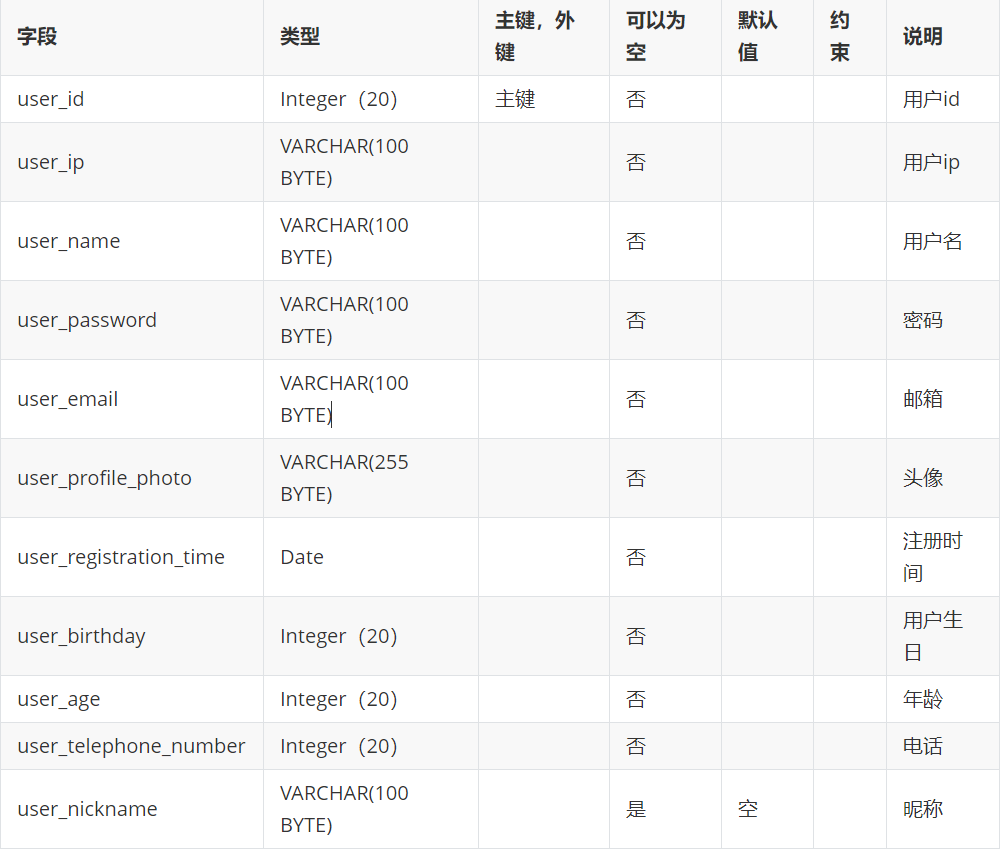 字段 类型 主键，外键 可以为空 默认值 约束 说明
user_id Integer（20） 主键 否 用户id
user_ip VARCHAR(100 BYTE) 否 用户ip
user_name VARCHAR(100 BYTE) 否 用户名
user_password VARCHAR(100 BYTE) 否 密码
user_email VARCHAR(100 BYTE) 否 邮箱
user_profile_photo VARCHAR(255 BYTE) 否 头像
user_registration_time Date 否 注册时间
user_birthday Integer（20） 否 用户生日
user_age Integer（20） 否 年龄
user_telephone_number Integer（20） 否 电话
user_nickname VARCHAR(100 BYTE) 是 空 昵称